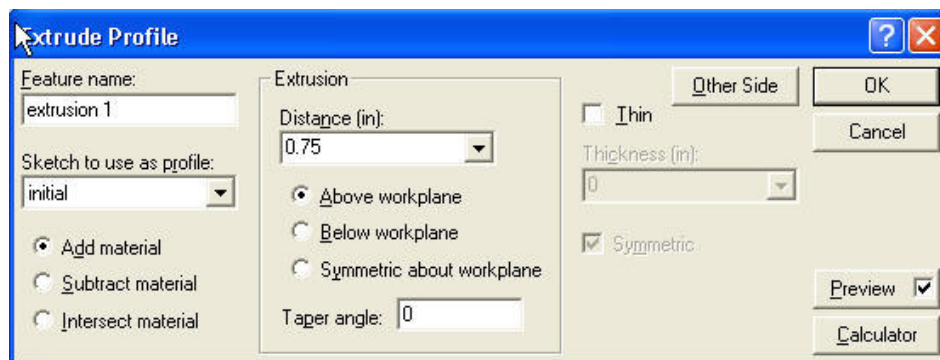 Extrude Profile
?
Feature name:
extrusion 1
Sketch to use as profile:
initial
Add material
Subtract material
Intersect material
Extrusion
Distance (in):
0.75
Above workplane
Below workplane
Symmetric about workplane
Taper angle: 0
Other Side
Thin
Thickness (in):
0
Symmetric
OK
Cancel
Preview
Calculator